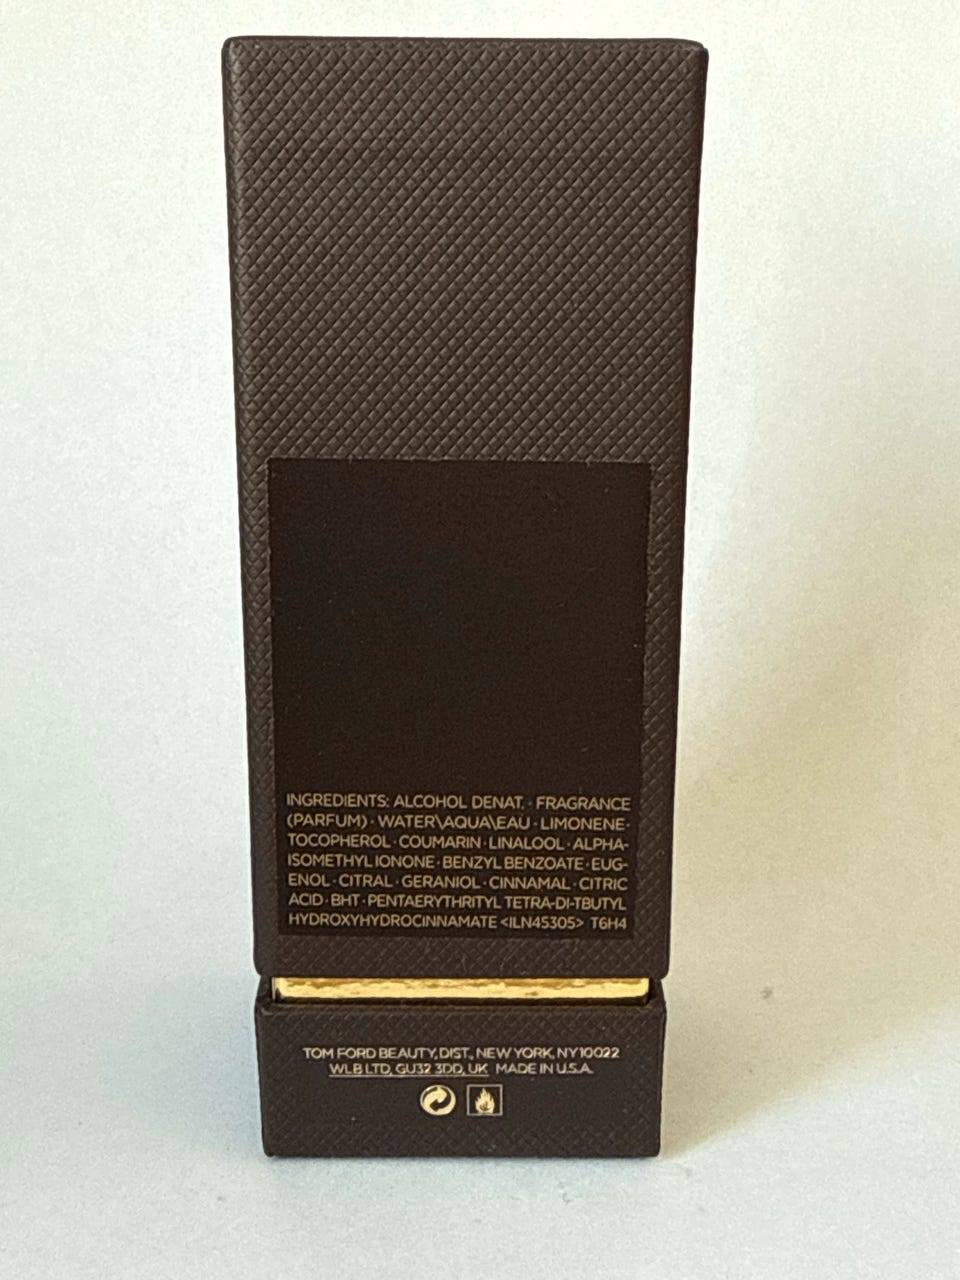 INGREDIENTS: ALCOHOL DENAT. · FRAGRANCE
(PARFUM) · WATER\AQUA\EAU · LIMONENE ·
TOCOPHEROL · COUMARIN · LINALOOL · ALPHA-
ISOMETHYL IONONE · BENZYL BENZOATE · EUG-
ENOL · CITRAL · GERANIOL · CINNAMAL · CITRIC
ACID · BHT · PENTAERYTHRITYL TETRA-DI-TBUTYL
HYDROXYHYDROCINNAMATE <ILN45305> T6H4
TOM FORD BEAUTY, DIST., NEW YORK, NY 10022
WLB LTD, GU32 3DD, UK MADE IN U.S.A.